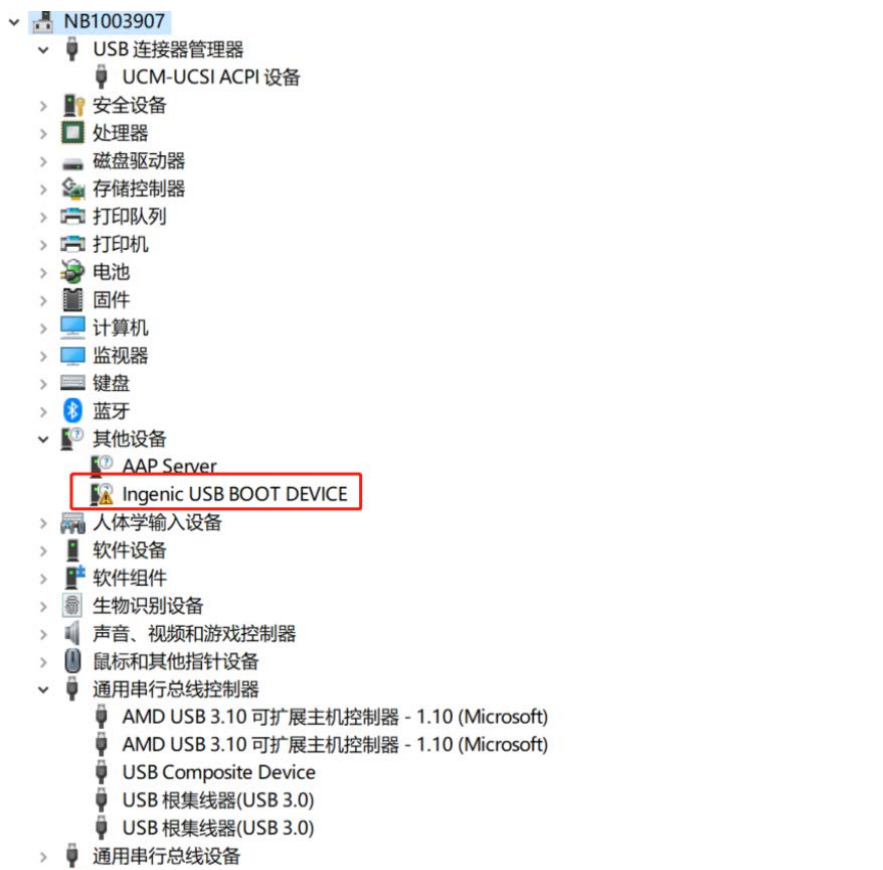 NB1003907
USB 连接器管理器
UCM-UCSI ACPI 设备
安全设备
处理器
磁盘驱动器
存储控制器
打印队列
打印机
电池
固件
计算机
监视器
键盘
蓝牙
其他设备
AAP Server
Ingenic USB BOOT DEVICE
人体学输入设备
软件设备
软件组件
生物识别设备
声音、视频和游戏控制器
鼠标和其他指针设备
通用串行总线控制器
AMD USB 3.10 可扩展主机控制器 - 1.10 (Microsoft)
AMD USB 3.10 可扩展主机控制器 - 1.10 (Microsoft)
USB Composite Device
USB 根集线器(USB 3.0)
USB 根集线器(USB 3.0)
通用串行总线设备